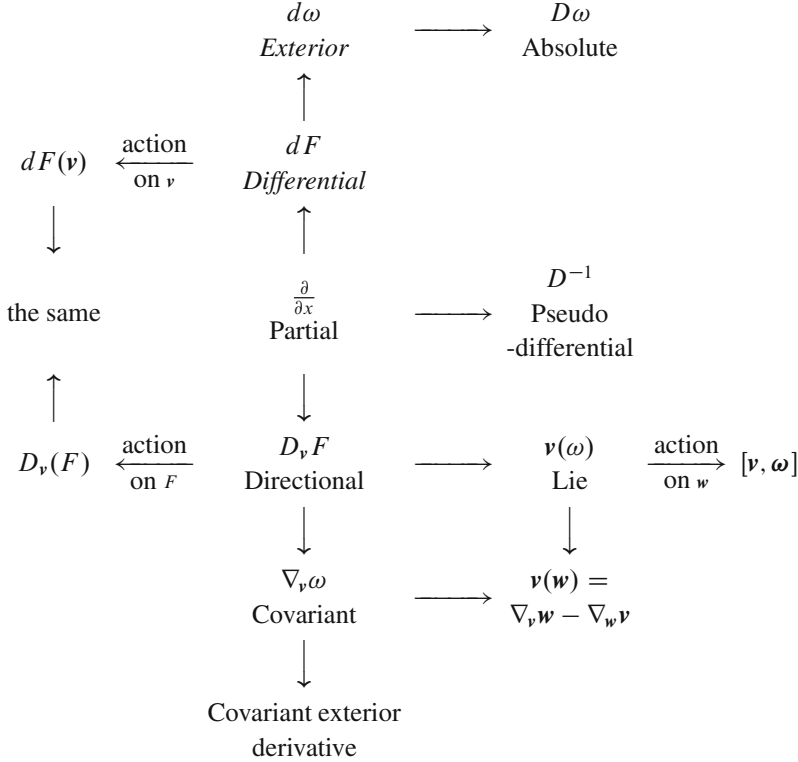 dω Dω
Exterior Absolute
action
dF(v) dF
on v Differential
∂/∂x D⁻¹
the same Partial Pseudo
-differential
action D_v F v(ω) action
D_v(F) [v, ω]
on F Directional Lie on w
∇_v ω v(w) =
Covariant ∇_v w − ∇_w v
Covariant exterior
derivative